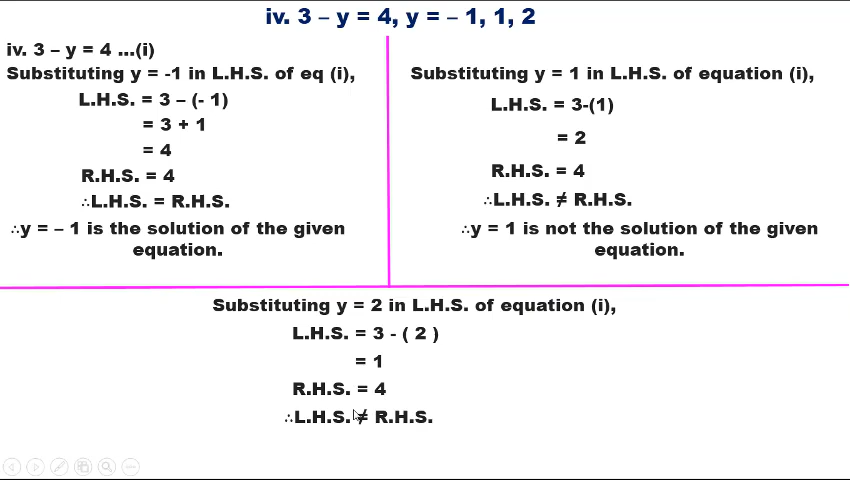 iv. 3 – y = 4, y = – 1, 1, 2
iv. 3 – y = 4 ...(i)
Substituting y = -1 in L.H.S. of eq (i),
L.H.S. = 3 – (- 1)
= 3 + 1
= 4
R.H.S. = 4
∴L.H.S. = R.H.S.
∴y = – 1 is the solution of the given
equation.
Substituting y = 1 in L.H.S. of equation (i),
L.H.S. = 3-(1)
= 2
R.H.S. = 4
∴L.H.S. ≠ R.H.S.
∴y = 1 is not the solution of the given
equation.
Substituting y = 2 in L.H.S. of equation (i),
L.H.S. = 3 - ( 2 )
= 1
R.H.S. = 4
∴L.H.S. ≠ R.H.S.